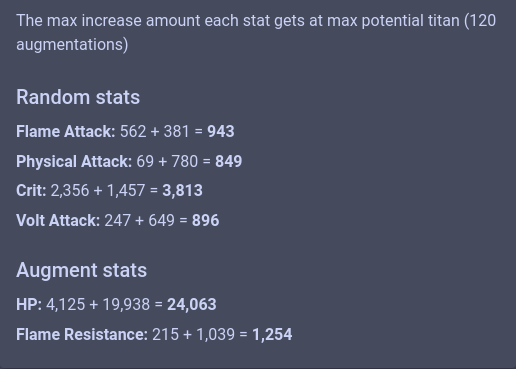 The max increase amount each stat gets at max potential titan (120
augmentations)
Random stats
Flame Attack: 562 + 381 = 943
Physical Attack: 69 + 780 = 849
Crit: 2,356 + 1,457 = 3,813
Volt Attack: 247 + 649 = 896
Augment stats
HP: 4,125 + 19,938 = 24,063
Flame Resistance: 215 + 1,039 = 1,254